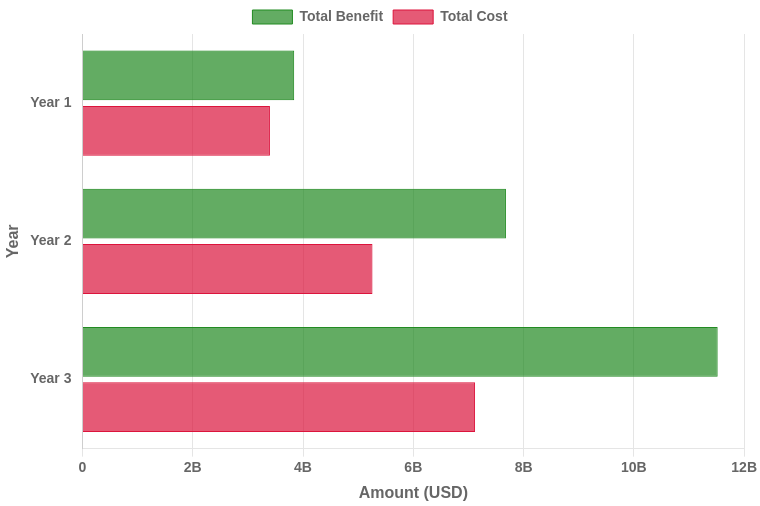 Total Benefit Total Cost
Year 1
Year 2
Year 3
Year
0 2B 4B 6B 8B 10B 12B
Amount (USD)